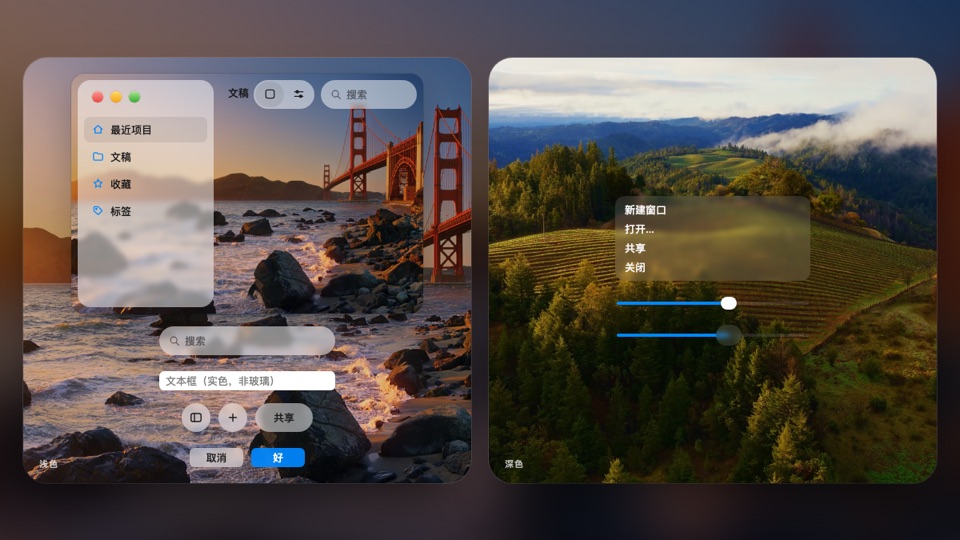 文稿
搜索
最近项目
文稿
收藏
标签
搜索
文本框（实色，非玻璃）
共享
取消
好
浅色
新建窗口
打开...
共享
关闭
深色